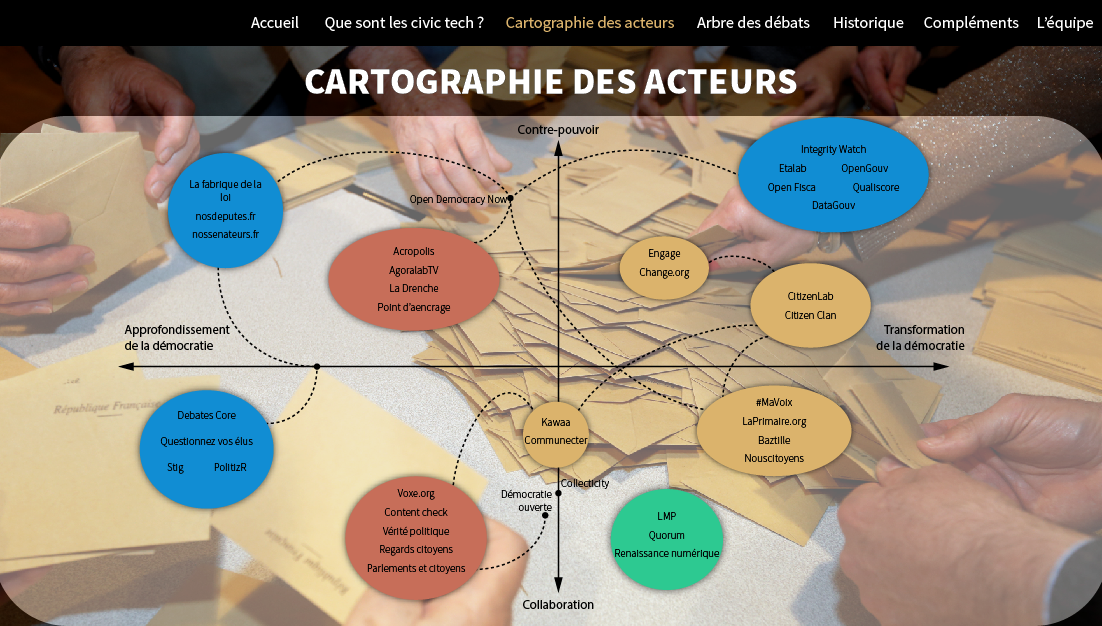 Accueil Que sont les civic tech ? Cartographie des acteurs Arbre des débats Historique Compléments L'équipe
CARTOGRAPHIE DES ACTEURS
Contre-pouvoir
Integrity Watch
Etalab OpenGouv
Open Fisca Qualiscore
DataGouv
La fabrique de la
loi
nosdeputes.fr
nossenateurs.fr
Open Democracy Now
Acropolis
AgoralabTV
La Drenche
Point d'aencrage
Engage
Change.org
CitizenLab
Citizen Clan
Approfondissement
de la démocratie
Transformation
de la démocratie
Debates Core
Questionnez vos élus
Stig PolitizR
Kawaa
Communecter
#MaVoix
LaPrimaire.org
Baztille
Nouscitoyens
Collecticity
Démocratie
ouverte
Voxe.org
Content check
Vérité politique
Regards citoyens
Parlements et citoyens
LMP
Quorum
Renaissance numérique
Collaboration
République Française